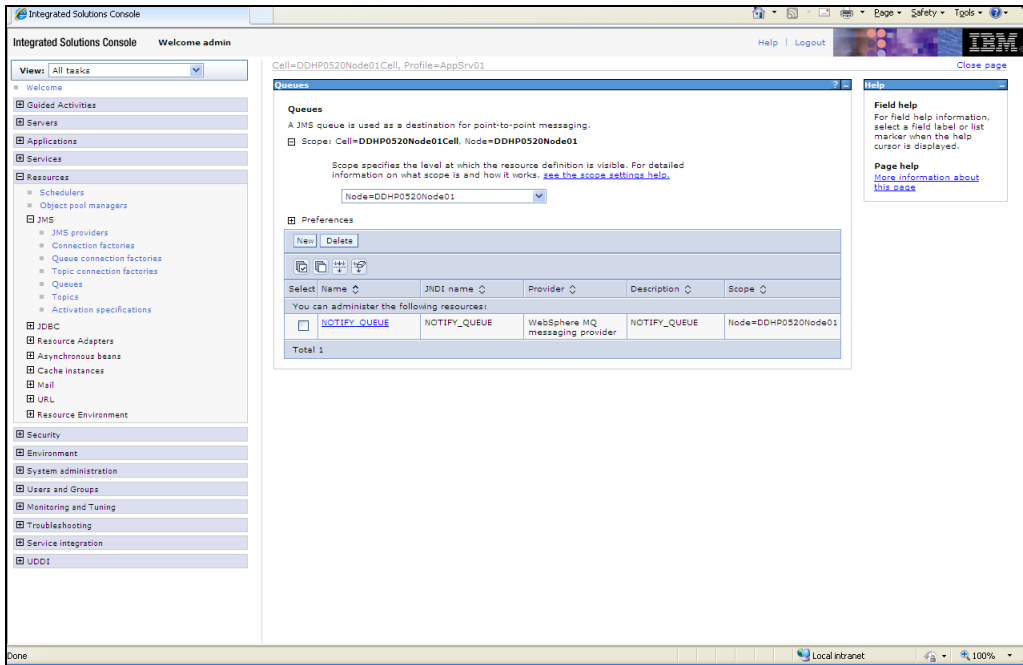 Integrated Solutions Console
Page Safety Tools
Integrated Solutions Console Welcome admin
Help | Logout
IBM.
View: All tasks
Welcome
Guided Activities
Servers
Applications
Services
Resources
Schedulers
Object pool managers
JMS
JMS providers
Connection factories
Queue connection factories
Topic connection factories
Queues
Topics
Activation specifications
JDBC
Resource Adapters
Asynchronous beans
Cache instances
Mail
URL
Resource Environment
Security
Environment
System administration
Users and Groups
Monitoring and Tuning
Troubleshooting
Service integration
UDDI
Cell=DDHP0520Node01Cell, Profile=AppSrv01
Close page
Queues ? -
Queues
A JMS queue is used as a destination for point-to-point messaging.
Scope: Cell=DDHP0520Node01Cell, Node=DDHP0520Node01
Scope specifies the level at which the resource definition is visible. For detailed
information on what scope is and how it works, see the scope settings help.
Node=DDHP0520Node01
Preferences
New Delete
Select Name JNDI name Provider Description Scope
You can administer the following resources:
NOTIFY_QUEUE NOTIFY_QUEUE WebSphere MQ NOTIFY_QUEUE Node=DDHP0520Node01
messaging provider
Total 1
Help -
Field help
For field help information,
select a field label or list
marker when the help
cursor is displayed.
Page help
More information about
this page
Done
Local intranet
100%